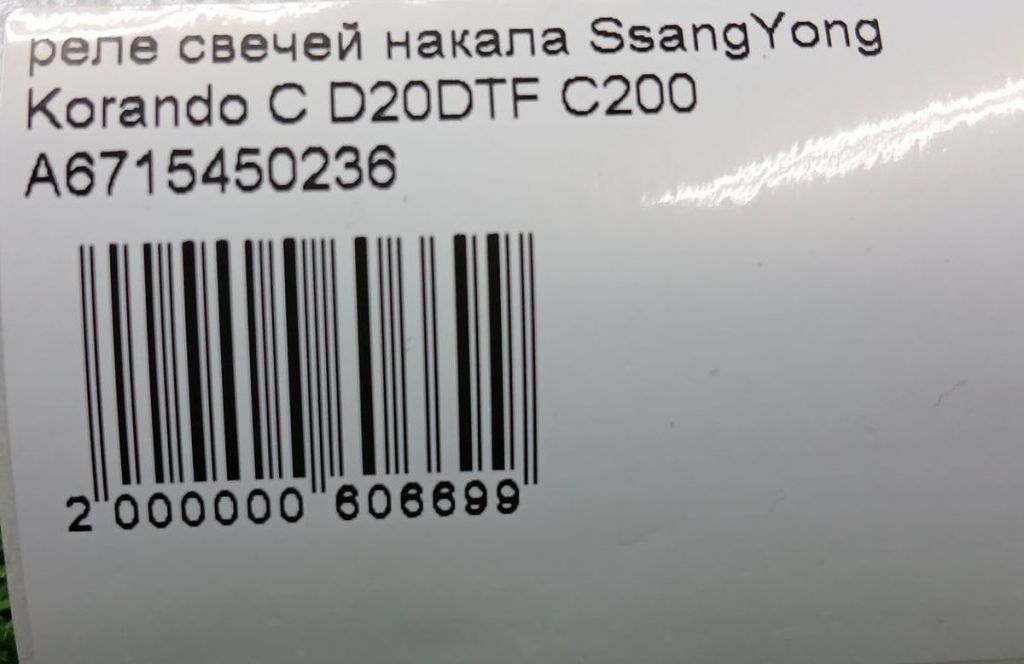 реле свечей накала SsangYong
Korando C D20DTF C200
A6715450236
2 000000 606699